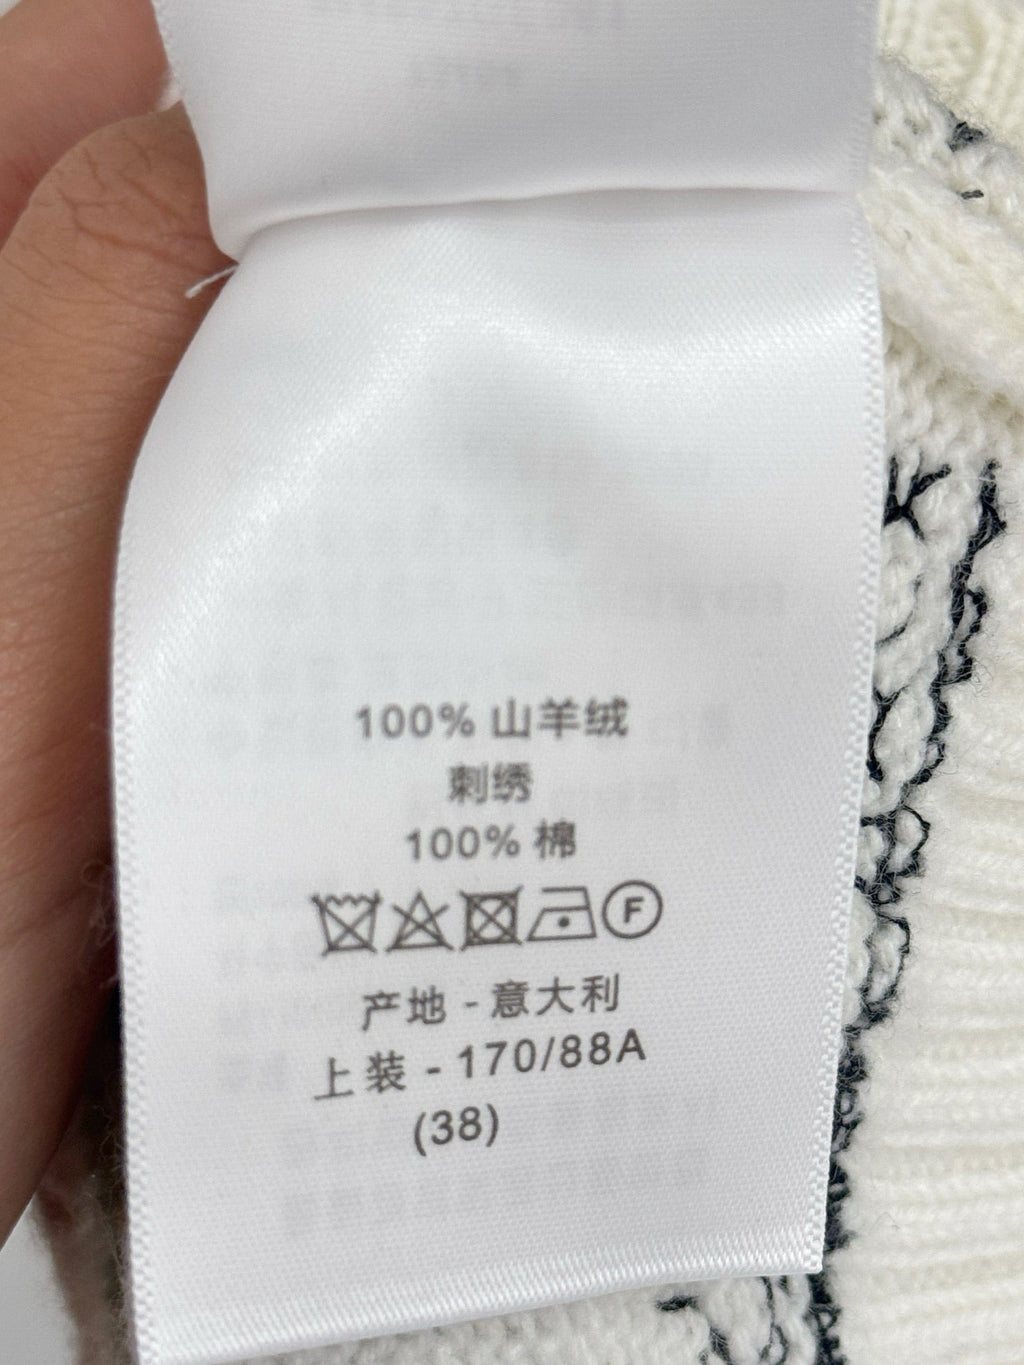 100% 山羊绒
刺绣
100% 棉
F
产地 - 意大利
上装 - 170/88A
(38)